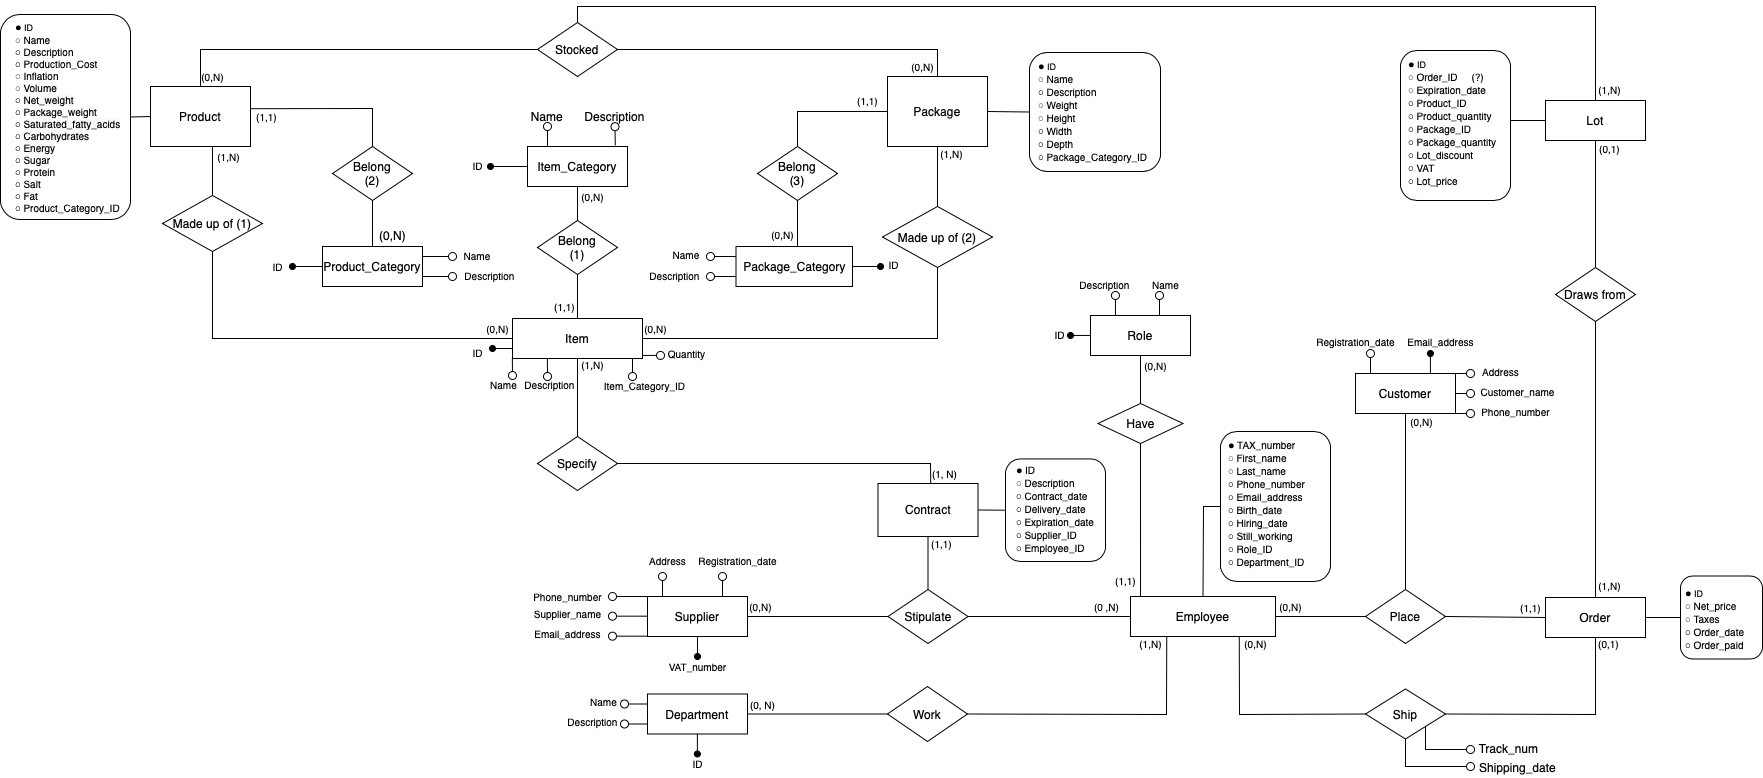 Stocked
ID
Name
Description
Production_Cost
Inflation
Volume
Net_weight
Package_weight
Saturated_fatty_acids
Carbohydrates
Energy
Sugar
Protein
Salt
Fat
Product_Category_ID
(0,N)
Product
(1,1)
(1,N)
Belong
(2)
Made up of (1)
(0,N)
Product_Category
ID
Name
Description
Name
Description
Item_Category
ID
(0,N)
Belong
(1)
(1,1)
(0,N)
Package
(1,1)
(1,N)
ID
Name
Description
Weight
Height
Width
Depth
Package_Category_ID
Belong
(3)
Made up of (2)
(0,N)
Package_Category
Name
Description
ID
ID
Order_ID (?)
Expiration_date
Product_ID
Product_quantity
Package_ID
Package_quantity
Lot_discount
VAT
Lot_price
(1,N)
Lot
(0,1)
Draws from
(0,N)
Item
(0,N)
ID
Name
Description
Item_Category_ID
Quantity
(1,N)
Specify
Description
Name
ID
Role
(0,N)
Have
Registration_date
Email_address
Customer
Address
Customer_name
Phone_number
(0,N)
(1, N)
Contract
(1,1)
ID
Description
Contract_date
Delivery_date
Expiration_date
Supplier_ID
Employee_ID
TAX_number
First_name
Last_name
Phone_number
Email_address
Birth_date
Hiring_date
Still_working
Role_ID
Department_ID
Address
Registration_date
Phone_number
Supplier_name
Email_address
Supplier
VAT_number
(0,N)
Stipulate
(0 ,N)
(1,1)
Employee
(0,N)
Place
(1,1)
(1,N)
Order
(0,1)
ID
Net_price
Taxes
Order_date
Order_paid
(1,N)
(0,N)
Name
Description
Department
ID
(0, N)
Work
Ship
Track_num
Shipping_date